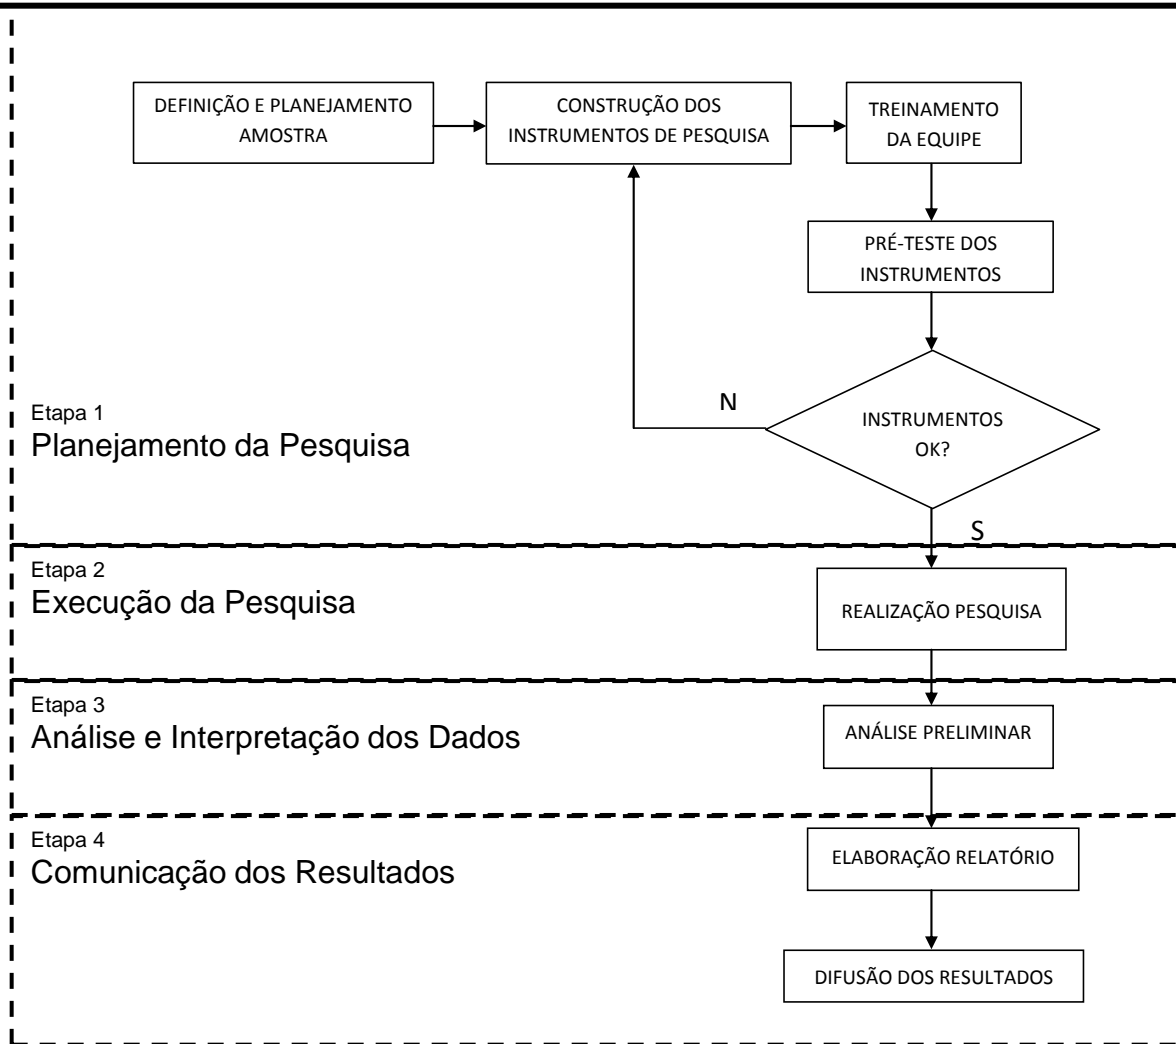 DEFINIÇÃO E PLANEJAMENTO
AMOSTRA
CONSTRUÇÃO DOS
INSTRUMENTOS DE PESQUISA
TREINAMENTO
DA EQUIPE
PRÉ-TESTE DOS
INSTRUMENTOS
INSTRUMENTOS
OK?
N
S
Etapa 1
Planejamento da Pesquisa
Etapa 2
Execução da Pesquisa
REALIZAÇÃO PESQUISA
Etapa 3
Análise e Interpretação dos Dados
ANÁLISE PRELIMINAR
Etapa 4
Comunicação dos Resultados
ELABORAÇÃO RELATÓRIO
DIFUSÃO DOS RESULTADOS